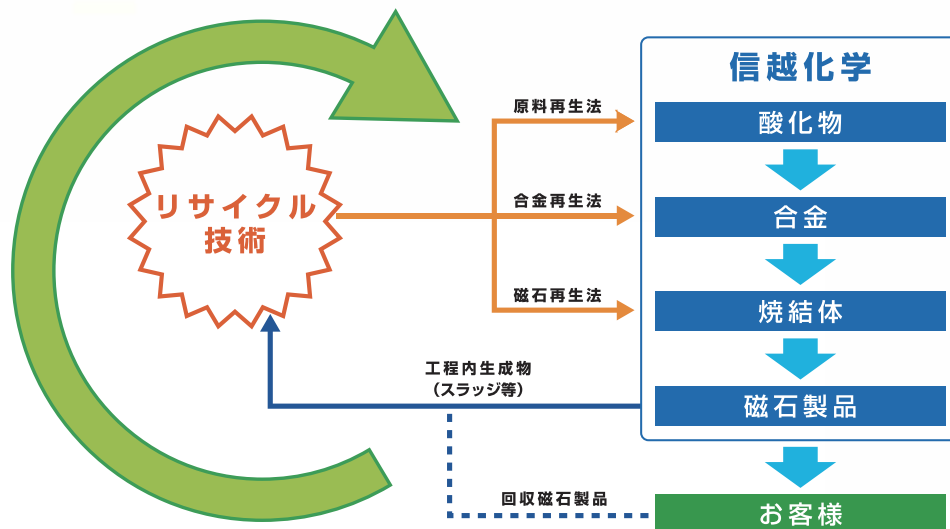 信越化学
原料再生法
酸化物
リサイクル
技術
合金再生法
合金
磁石再生法
焼結体
工程内生成物
(スラッジ等)
磁石製品
回収磁石製品
お客様